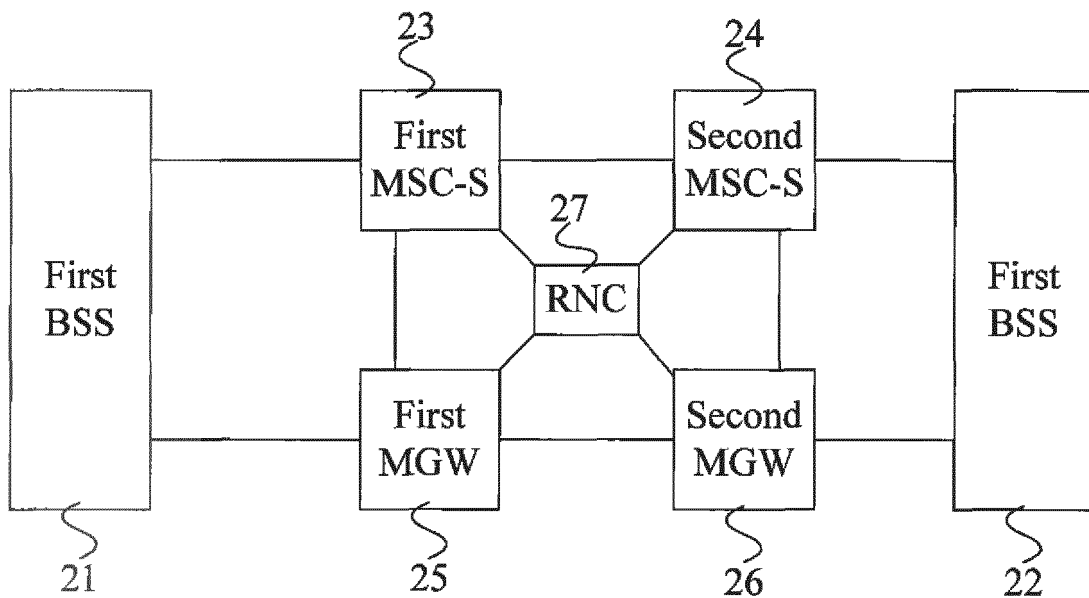 23
24
First
MSC-S
Second
MSC-S
27
First
BSS
RNC
First
BSS
First
MGW
Second
MGW
21
25
26
22